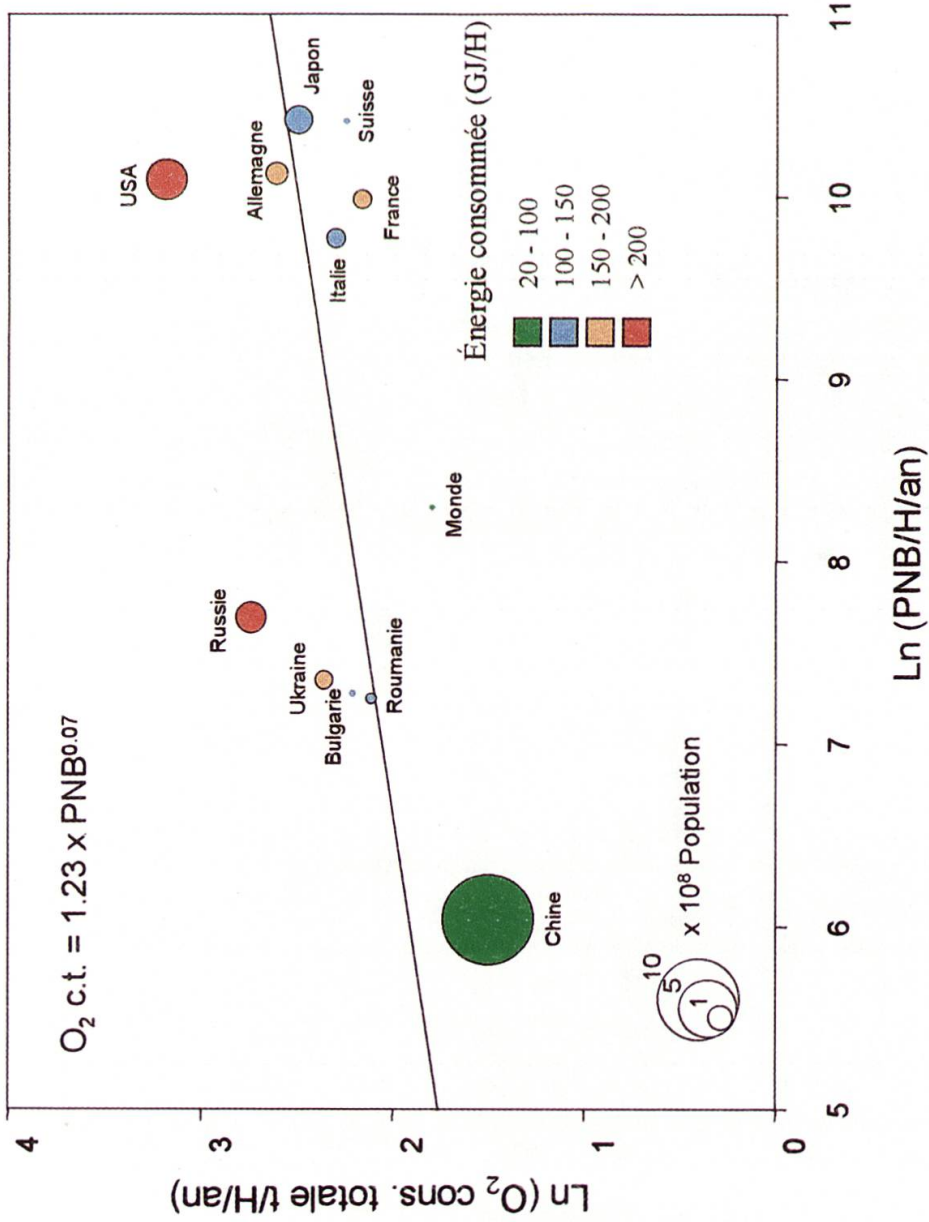 O₂ c.t. = 1.23 x PNB⁰·⁰⁷
Ln (O₂ cons. totale t/H/an)
4
3
2
1
0
USA
Japon
Allemagne
Suisse
Italie
France
Russie
Ukraine
Bulgarie
Roumanie
Monde
Chine
Énergie consommée (GJ/H)
20 - 100
100 - 150
150 - 200
> 200
10
5
1
x 10⁸ Population
5
6
7
8
9
10
11
Ln (PNB/H/an)